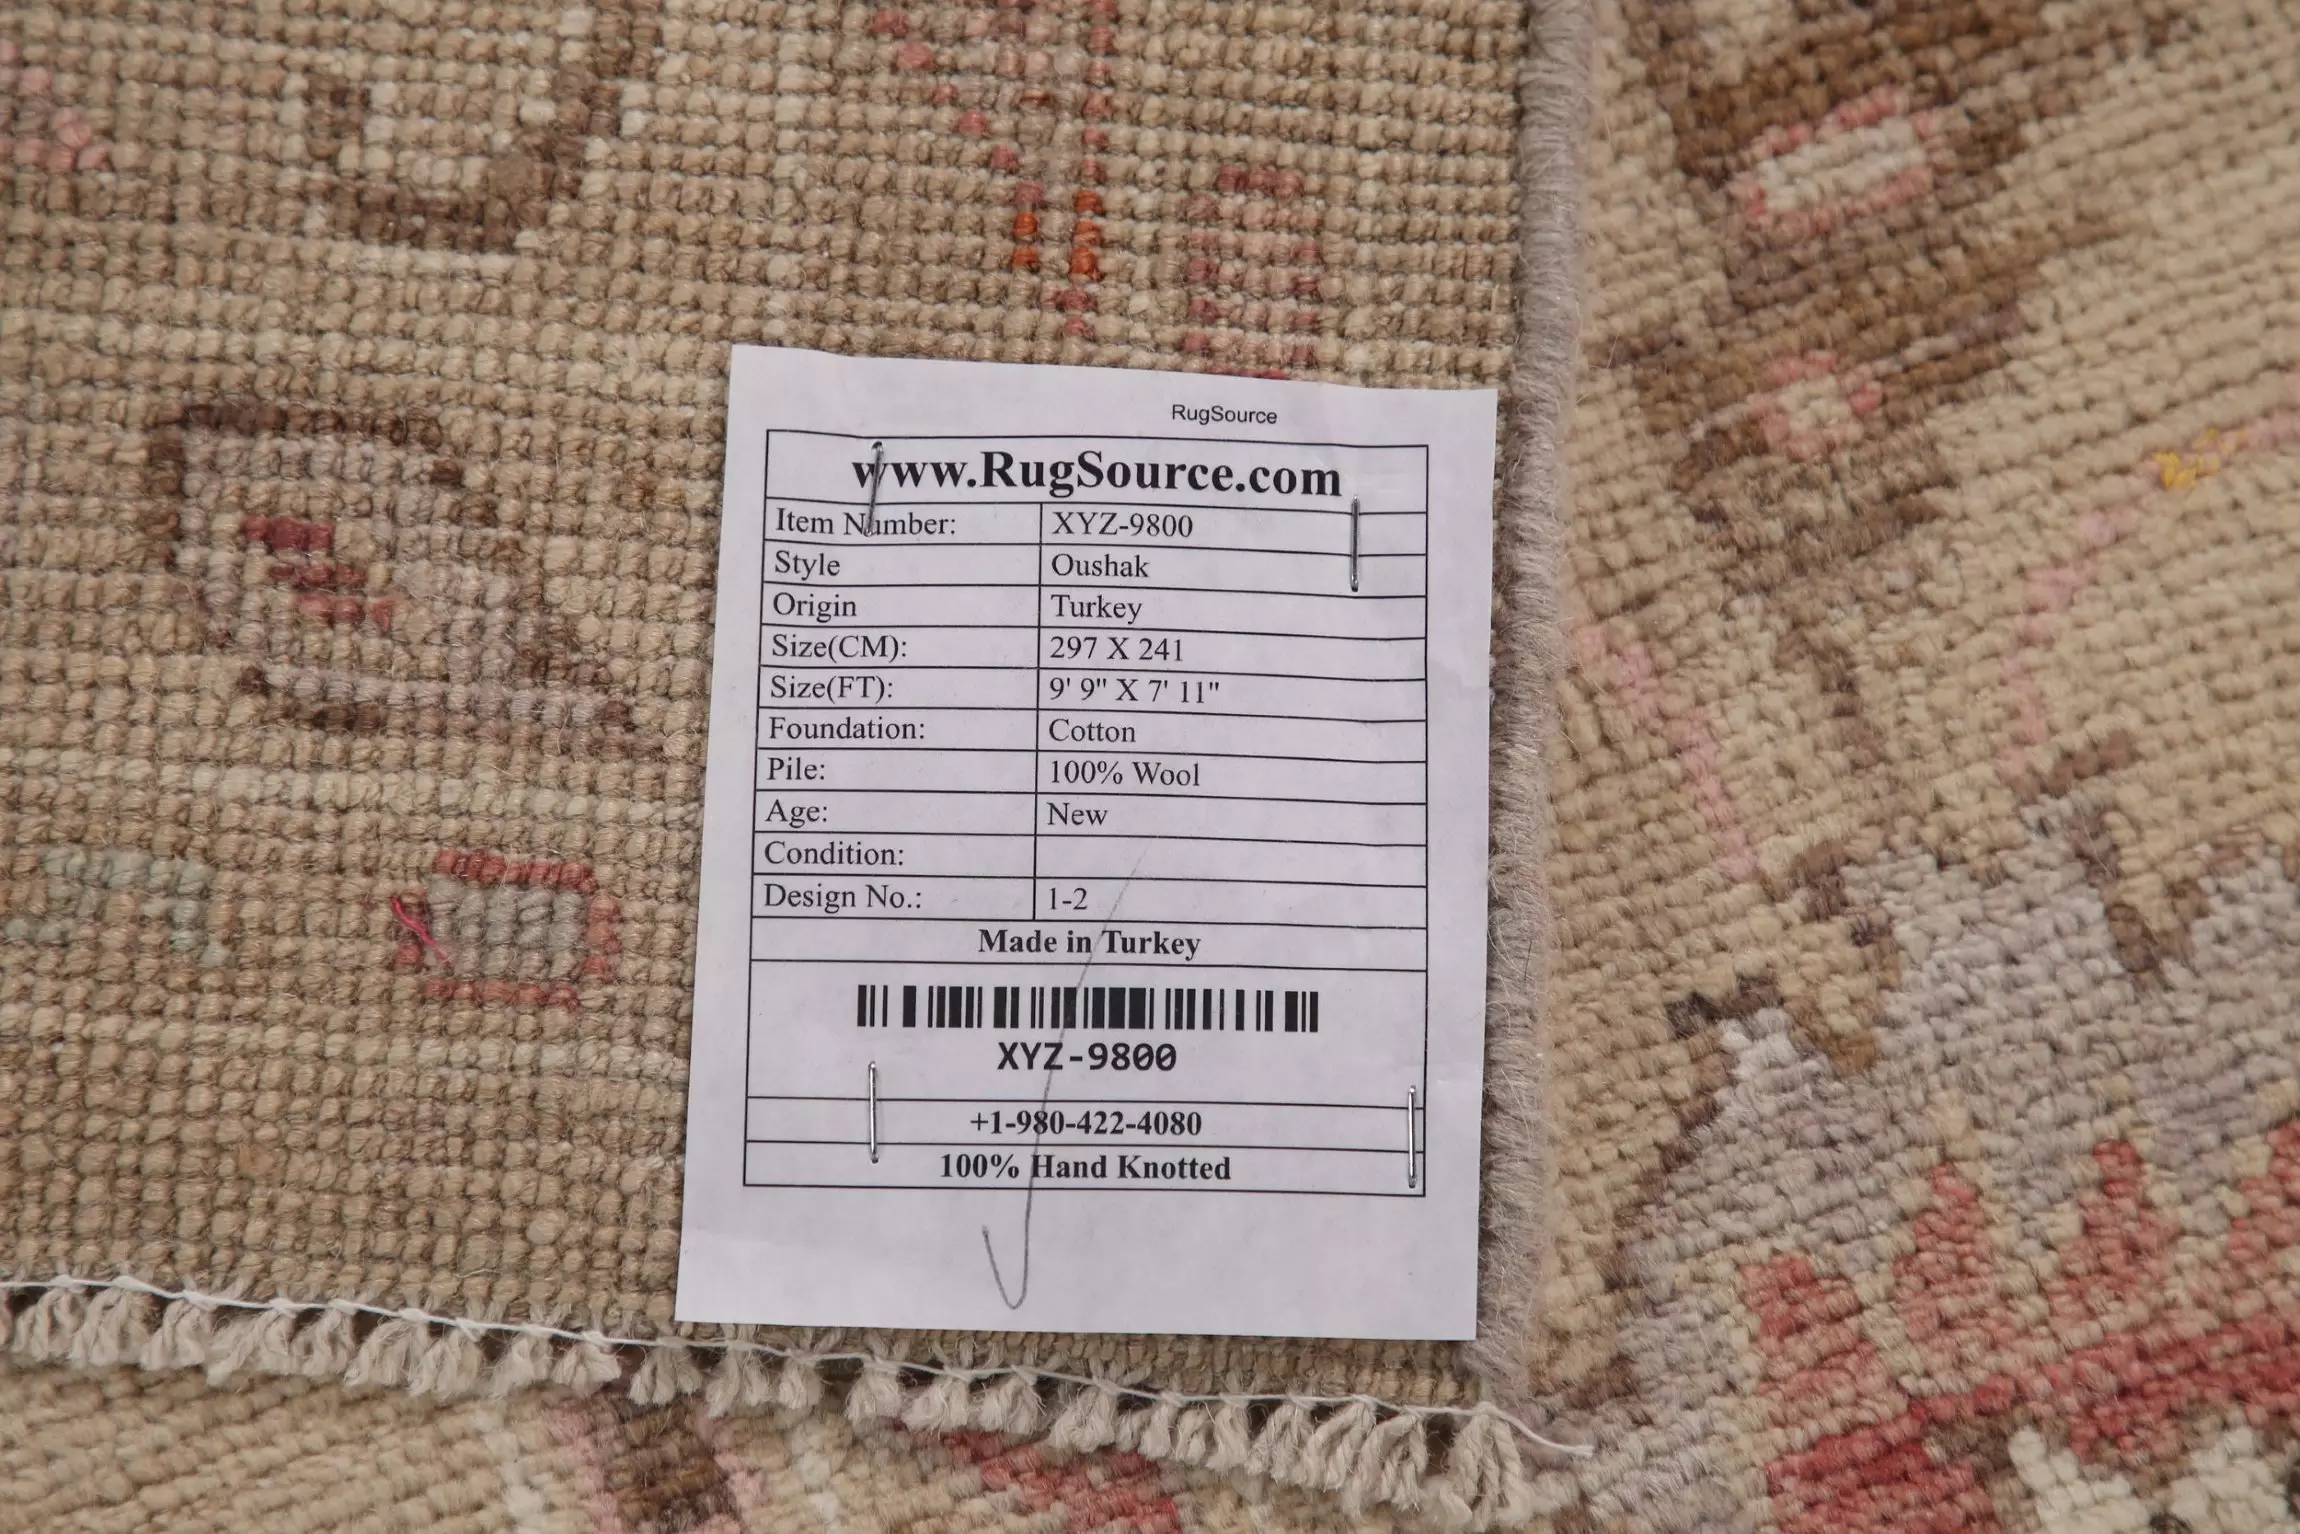 RugSource
www.RugSource.com
Item Number: XYZ-9800
Style Oushak
Origin Turkey
Size(CM): 297 X 241
Size(FT): 9' 9" X 7' 11"
Foundation: Cotton
Pile: 100% Wool
Age: New
Condition:
Design No.: 1-2
Made in Turkey
XYZ-9800
+1-980-422-4080
100% Hand Knotted